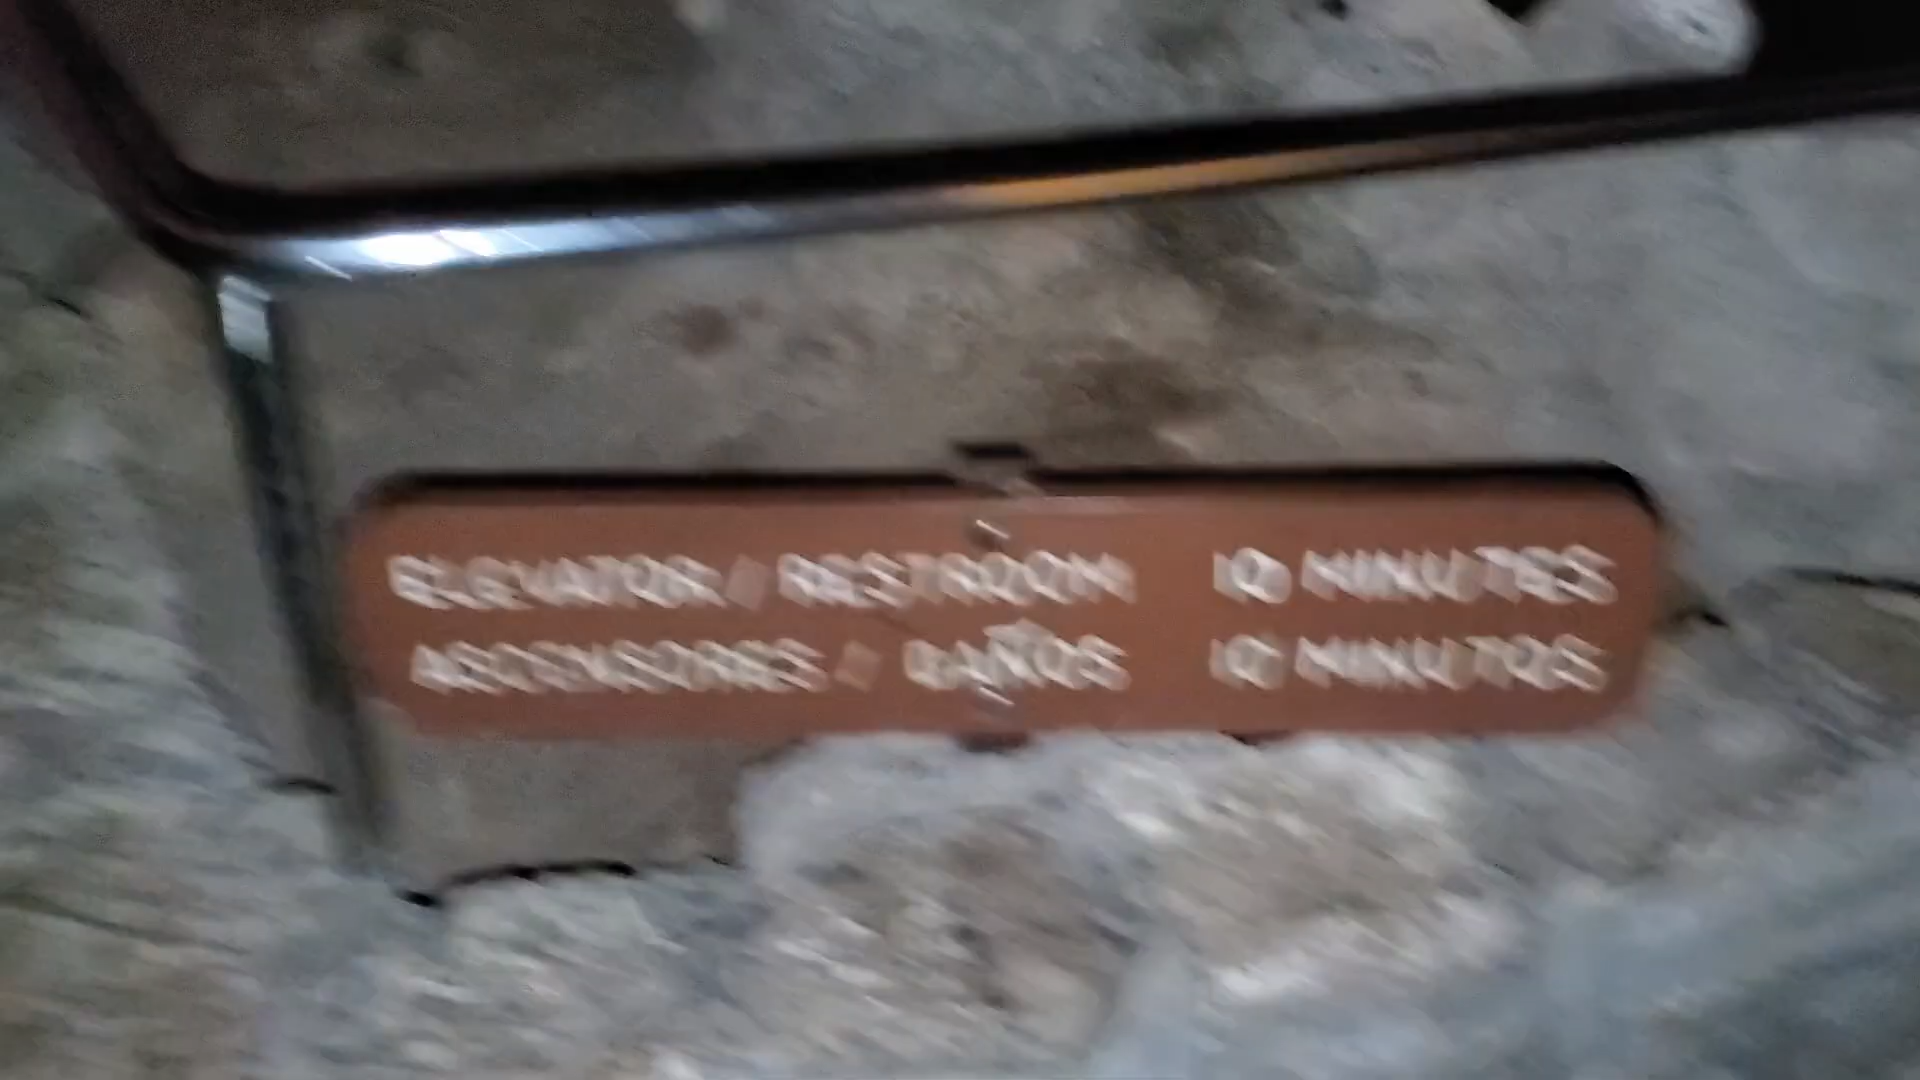 ELEVATOR / RESTROOM 10 MINUTES
ASCENSORES / BAÑOS 10 MINUTOS